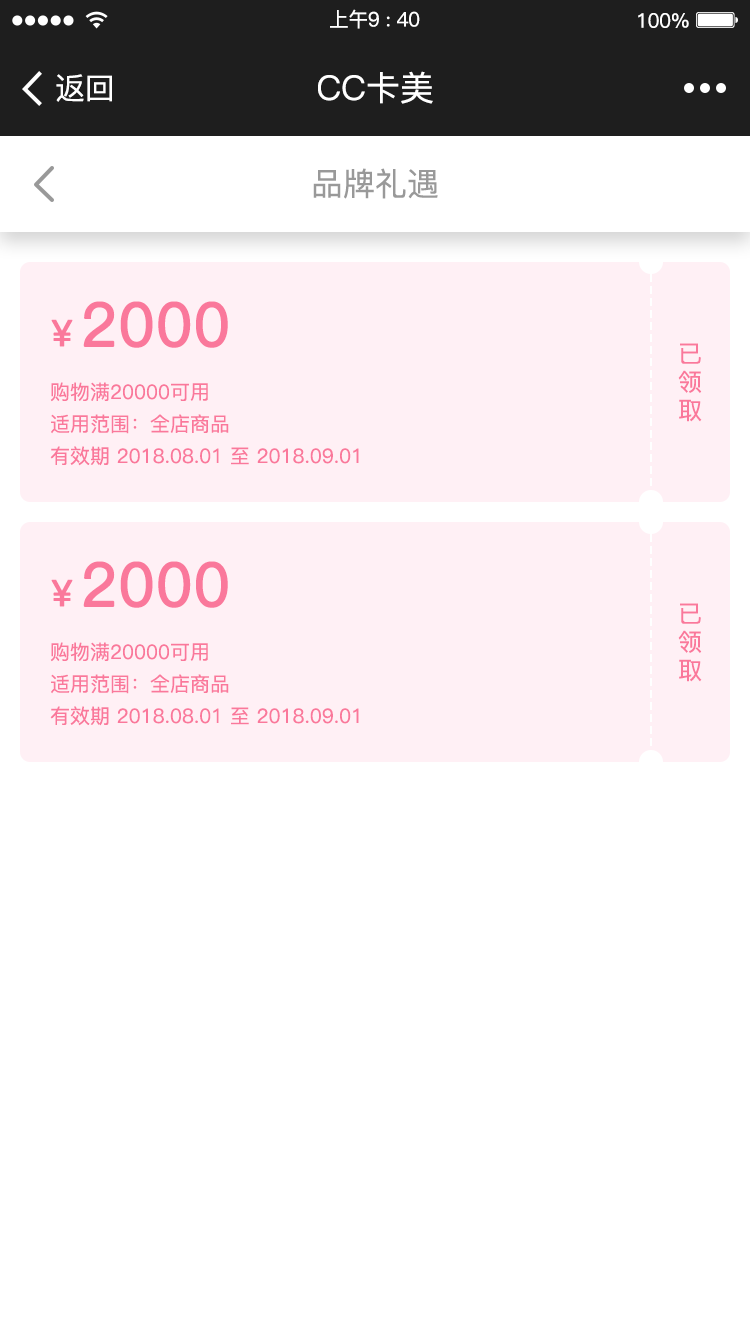 上午9 : 40
100%
返回
CC卡美
品牌礼遇
¥ 2000
购物满20000可用
适用范围：全店商品
有效期 2018.08.01 至 2018.09.01
已领取
¥ 2000
购物满20000可用
适用范围：全店商品
有效期 2018.08.01 至 2018.09.01
已领取